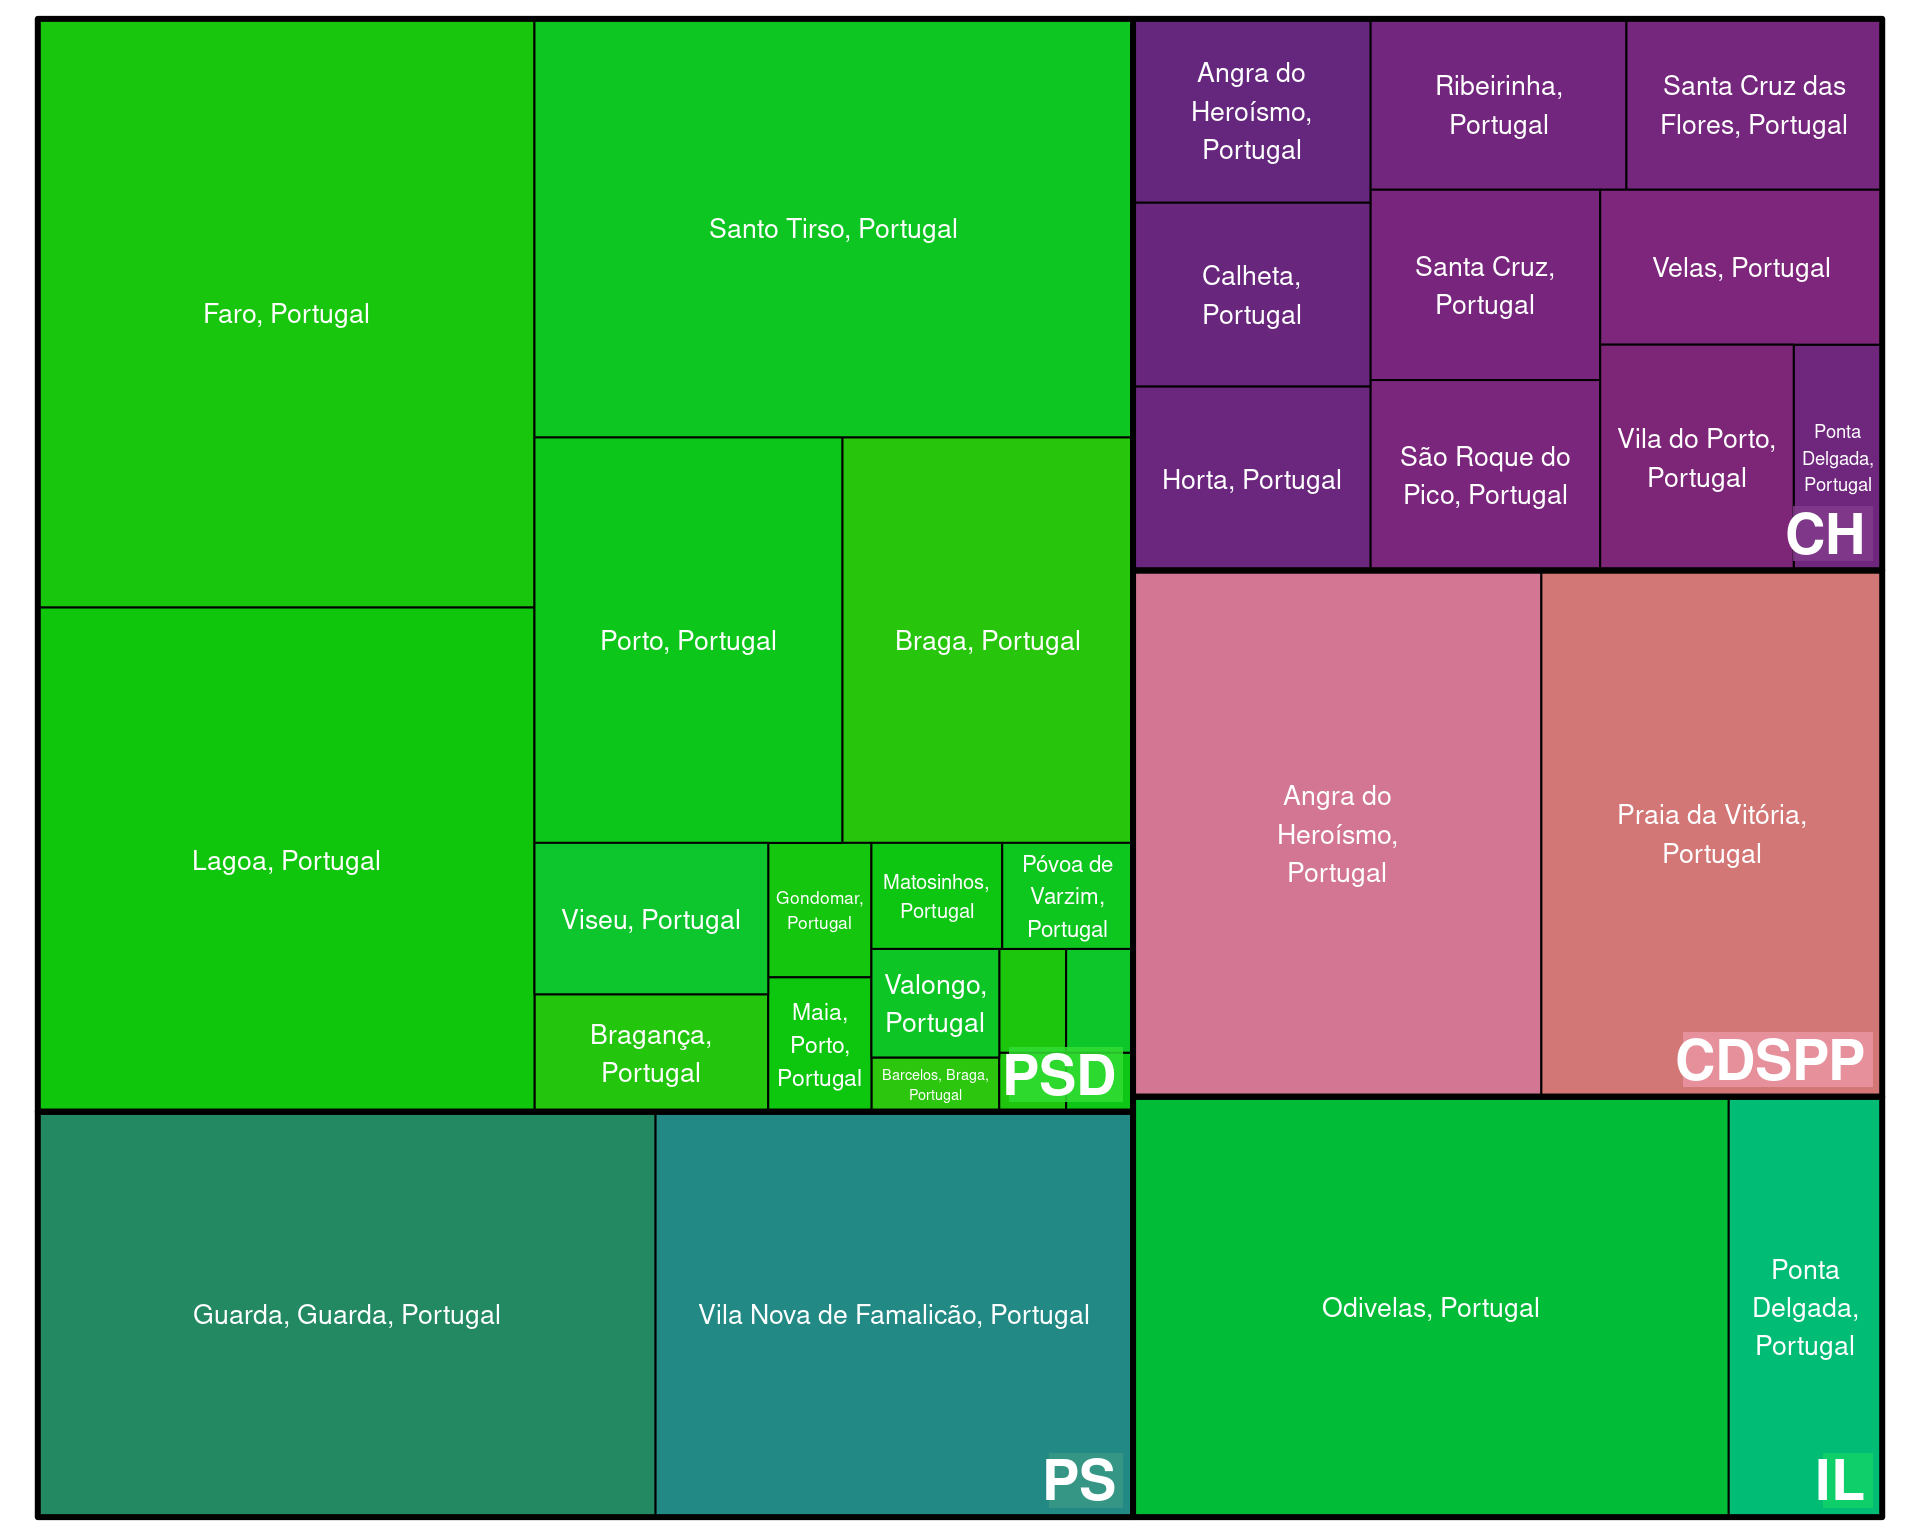 Faro, Portugal
Santo Tirso, Portugal
Lagoa, Portugal
Porto, Portugal
Braga, Portugal
Viseu, Portugal
Bragança,
Portugal
Gondomar,
Portugal
Maia,
Porto,
Portugal
Matosinhos,
Portugal
Póvoa de
Varzim,
Portugal
Valongo,
Portugal
Barcelos, Braga,
Portugal
PSD
Guarda, Guarda, Portugal
Vila Nova de Famalicão, Portugal
PS
Angra do
Heroísmo,
Portugal
Calheta,
Portugal
Horta, Portugal
Ribeirinha,
Portugal
Santa Cruz das
Flores, Portugal
Santa Cruz,
Portugal
São Roque do
Pico, Portugal
Velas, Portugal
Vila do Porto,
Portugal
Ponta
Delgada,
Portugal
CH
Angra do
Heroísmo,
Portugal
Praia da Vitória,
Portugal
CDSPP
Odivelas, Portugal
Ponta
Delgada,
Portugal
IL